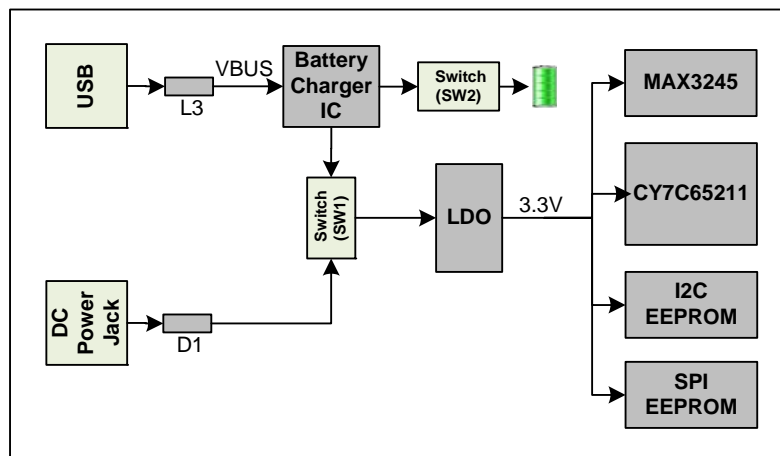 USB
L3
VBUS
Battery
Charger
IC
Switch
(SW2)
MAX3245
Switch
(SW1)
LDO
3.3V
CY7C65211
DC
Power
Jack
D1
I2C
EEPROM
SPI
EEPROM